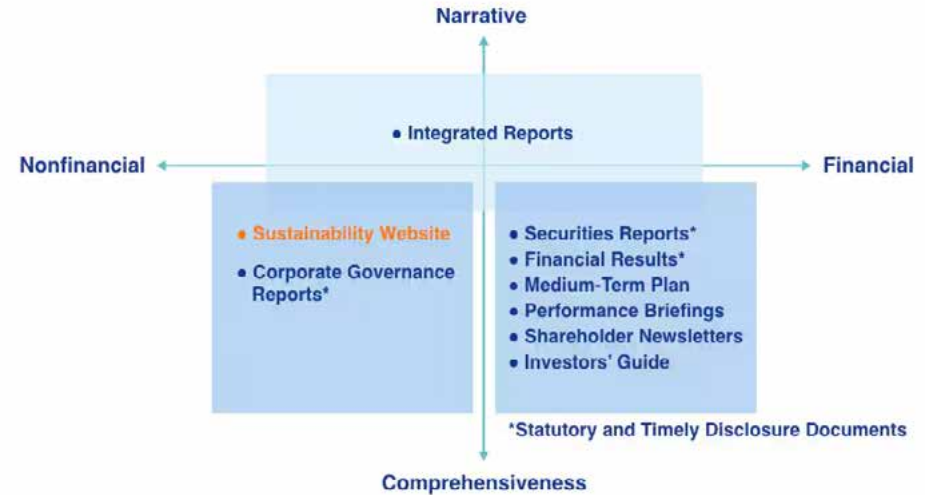 Narrative
● Integrated Reports
Nonfinancial
Financial
● Sustainability Website
● Corporate Governance
Reports*
● Securities Reports*
● Financial Results*
● Medium-Term Plan
● Performance Briefings
● Shareholder Newsletters
● Investors' Guide
*Statutory and Timely Disclosure Documents
Comprehensiveness